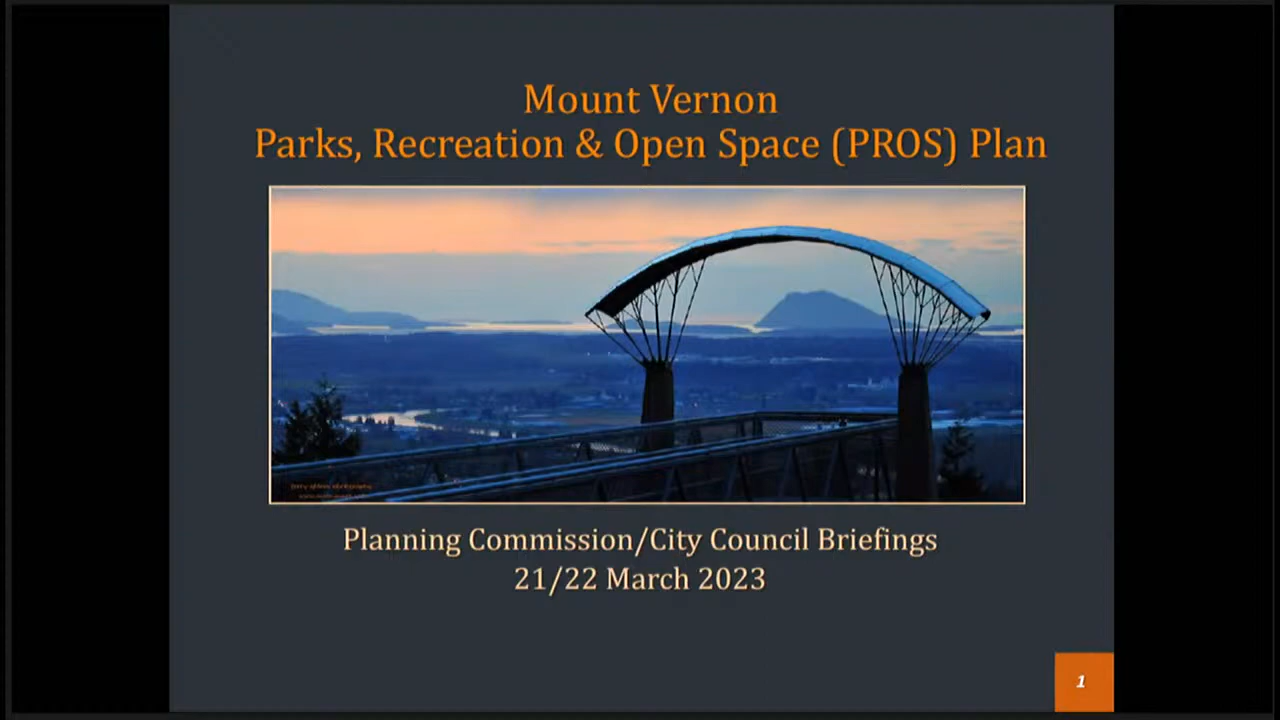 Mount Vernon
Parks, Recreation & Open Space (PROS) Plan
Planning Commission/City Council Briefings
21/22 March 2023
1